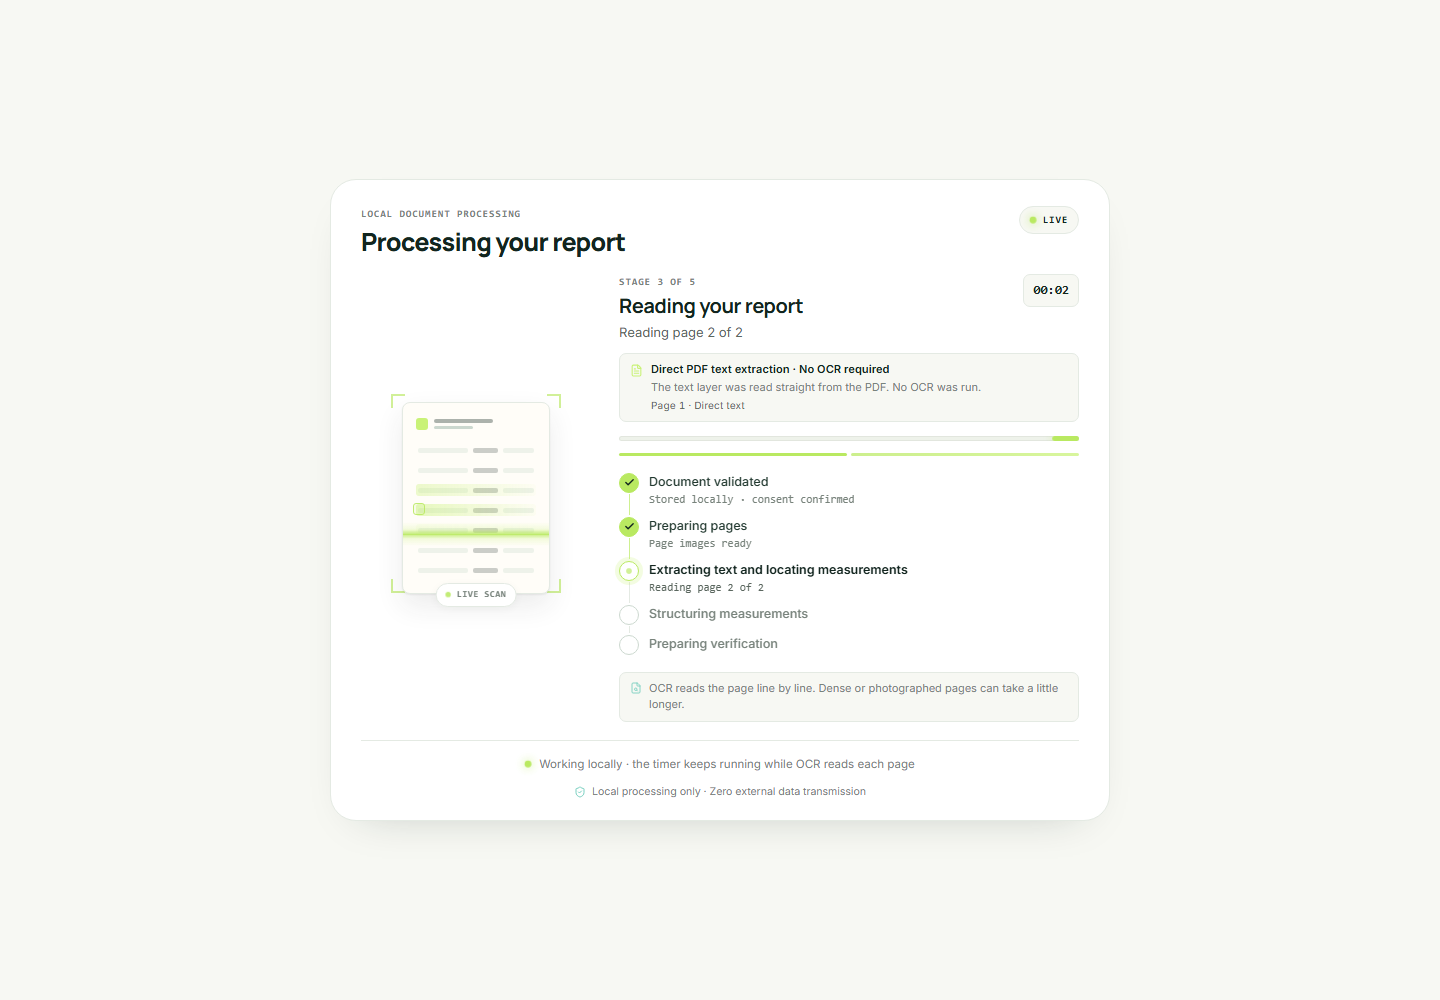 LOCAL DOCUMENT PROCESSING
Processing your report
LIVE
STAGE 3 OF 5
Reading your report
Reading page 2 of 2
00:02
Direct PDF text extraction · No OCR required
The text layer was read straight from the PDF. No OCR was run.
Page 1 · Direct text
LIVE SCAN
Document validated
Stored locally · consent confirmed
Preparing pages
Page images ready
Extracting text and locating measurements
Reading page 2 of 2
Structuring measurements
Preparing verification
OCR reads the page line by line. Dense or photographed pages can take a little
longer.
Working locally · the timer keeps running while OCR reads each page
Local processing only · Zero external data transmission